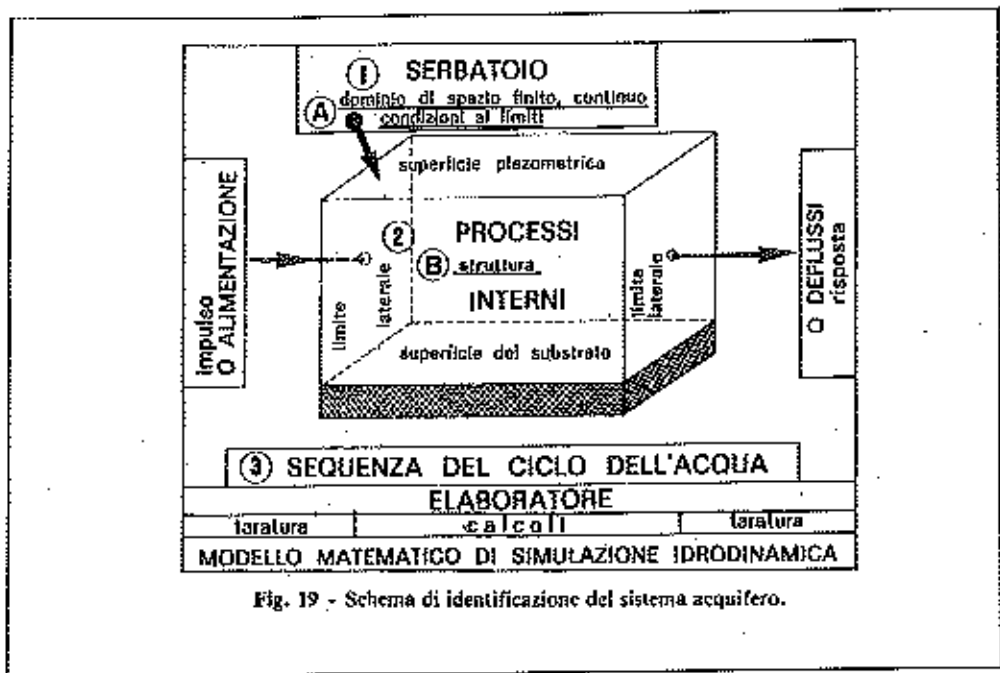 1 SERBATOIO
A dominio di spazio finito, continuo
condizioni ai limiti
superficie piezometrica
impulso
O ALIMENTAZIONE
limite
laterale
2 PROCESSI
B struttura
INTERNI
limite
laterale
O DEFLUSSI
risposta
superficie del substrato
3 SEQUENZA DEL CICLO DELL'ACQUA
ELABORATORE
taratura calcoli taratura
MODELLO MATEMATICO DI SIMULAZIONE IDRODINAMICA
Fig. 19 - Schema di identificazione del sistema acquifero.